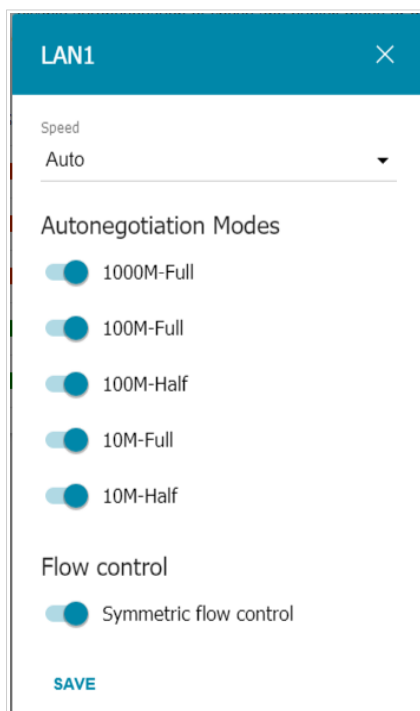 LAN1
Speed
Auto
Autonegotiation Modes
1000M-Full
100M-Full
100M-Half
10M-Full
10M-Half
Flow control
Symmetric flow control
SAVE